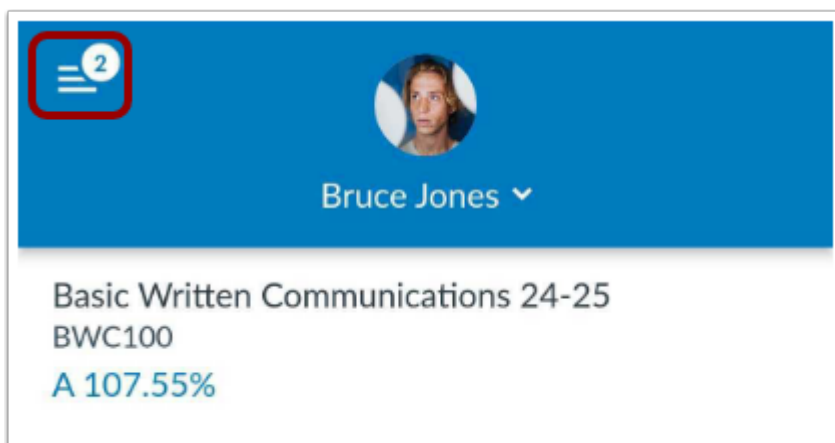 2
Bruce Jones
Basic Written Communications 24-25
BWC100
A 107.55%